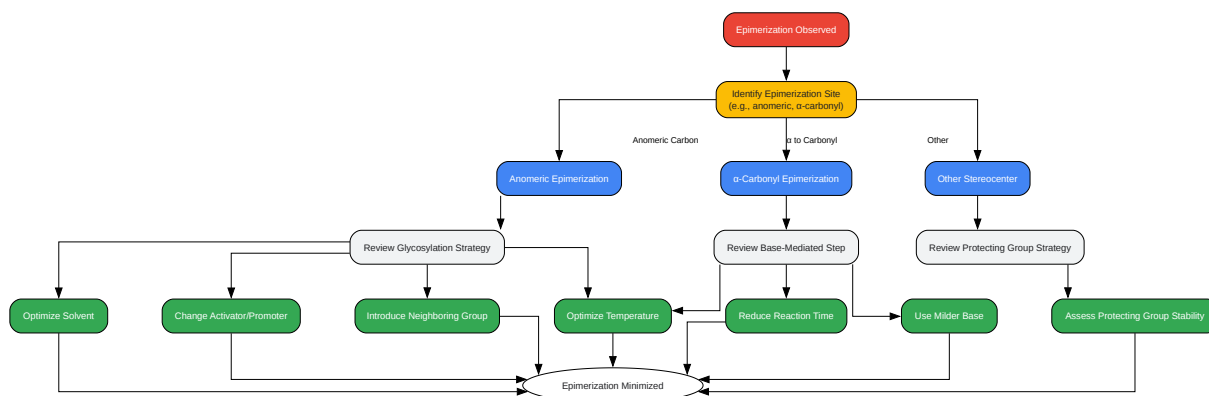 Epimerization Observed
Identify Epimerization Site
(e.g., anomeric, α-carbonyl)
Anomeric Carbon
α to Carbonyl
Other
Anomeric Epimerization
α-Carbonyl Epimerization
Other Stereocenter
Review Glycosylation Strategy
Review Base-Mediated Step
Review Protecting Group Strategy
Optimize Solvent
Change Activator/Promoter
Introduce Neighboring Group
Optimize Temperature
Reduce Reaction Time
Use Milder Base
Assess Protecting Group Stability
Epimerization Minimized